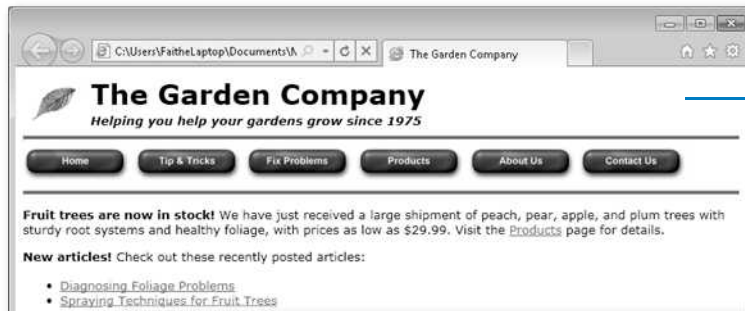 C:\Users\FaitheLaptop\Documents\M
The Garden Company
The Garden Company
Helping you help your gardens grow since 1975
Home Tip & Tricks Fix Problems Products About Us Contact Us
Fruit trees are now in stock! We have just received a large shipment of peach, pear, apple, and plum trees with
sturdy root systems and healthy foliage, with prices as low as $29.99. Visit the Products page for details.
New articles! Check out these recently posted articles:
• Diagnosing Foliage Problems
• Spraying Techniques for Fruit Trees